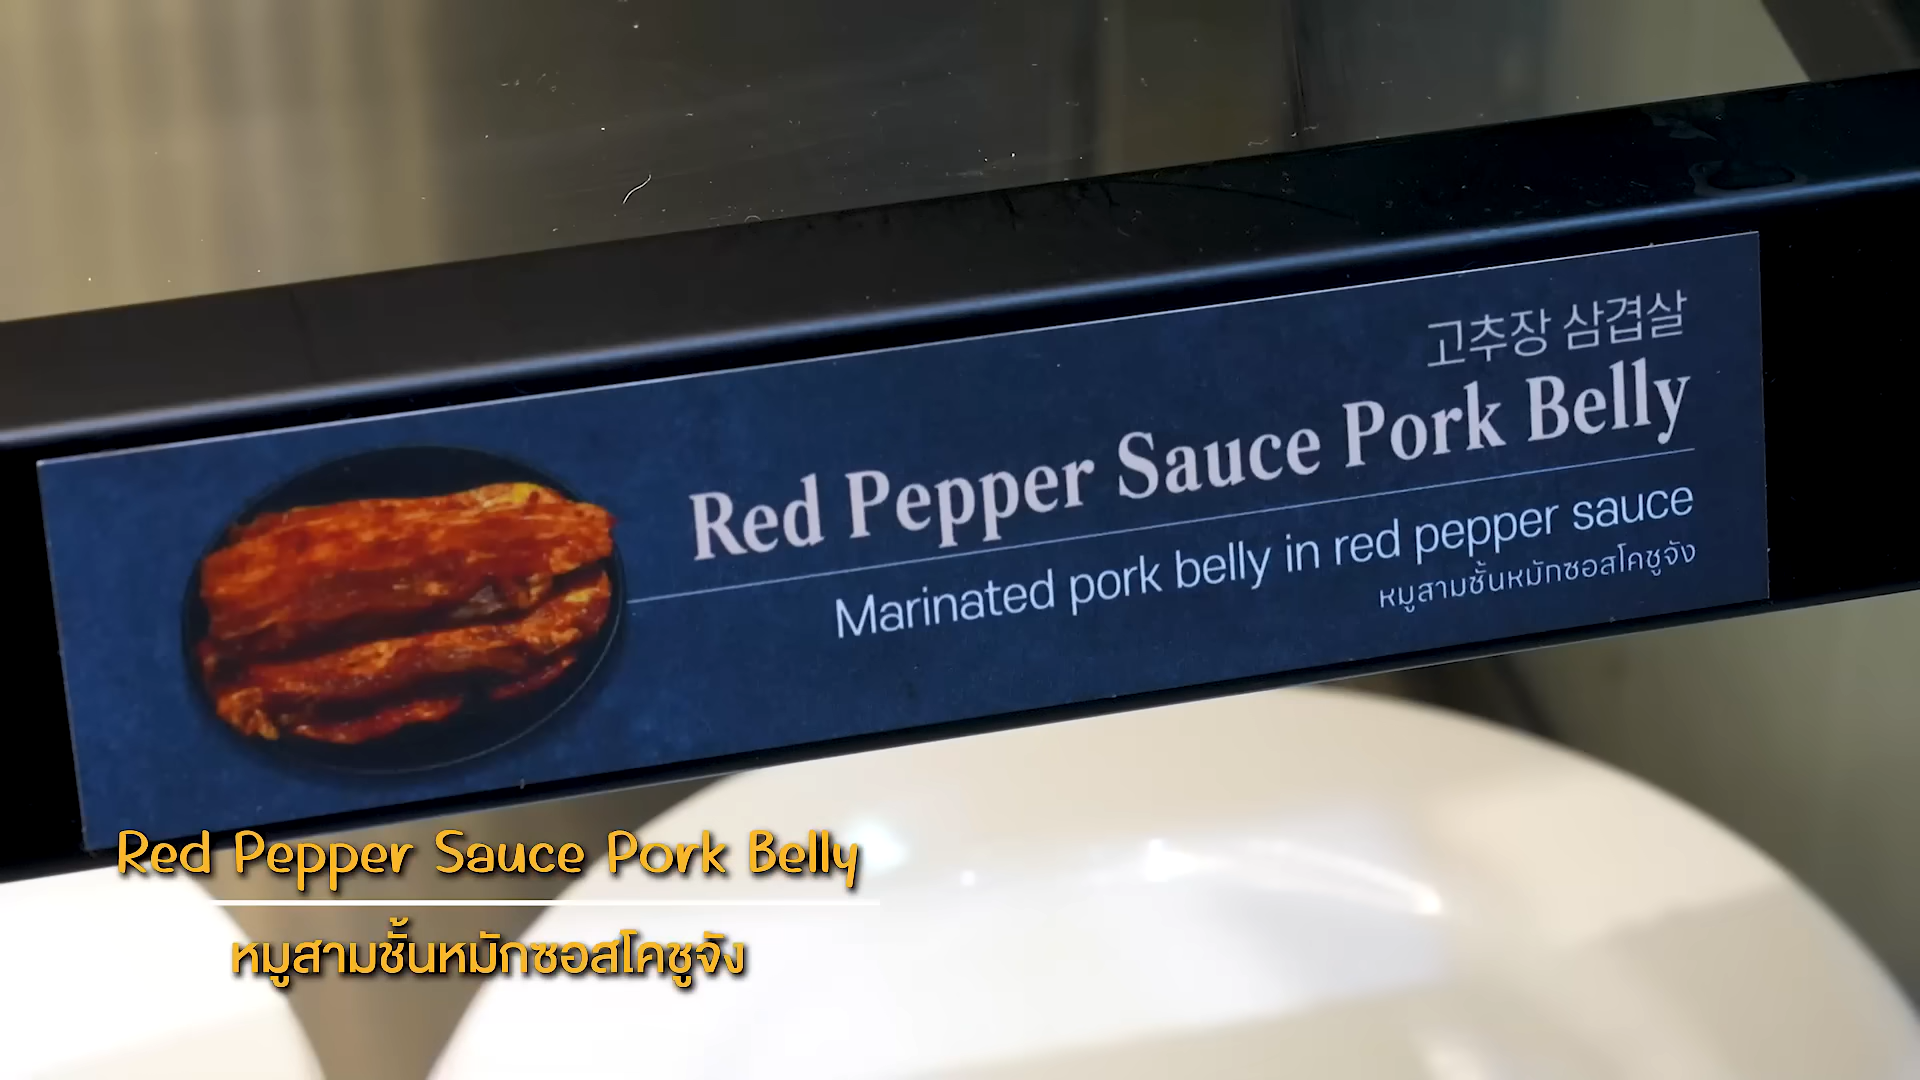 고추장 삼겹살
Red Pepper Sauce Pork Belly
Marinated pork belly in red pepper sauce
หมูสามชั้นหมักซอสโคชูจัง
Red Pepper Sauce Pork Belly
หมูสามชั้นหมักซอสโคชูจัง